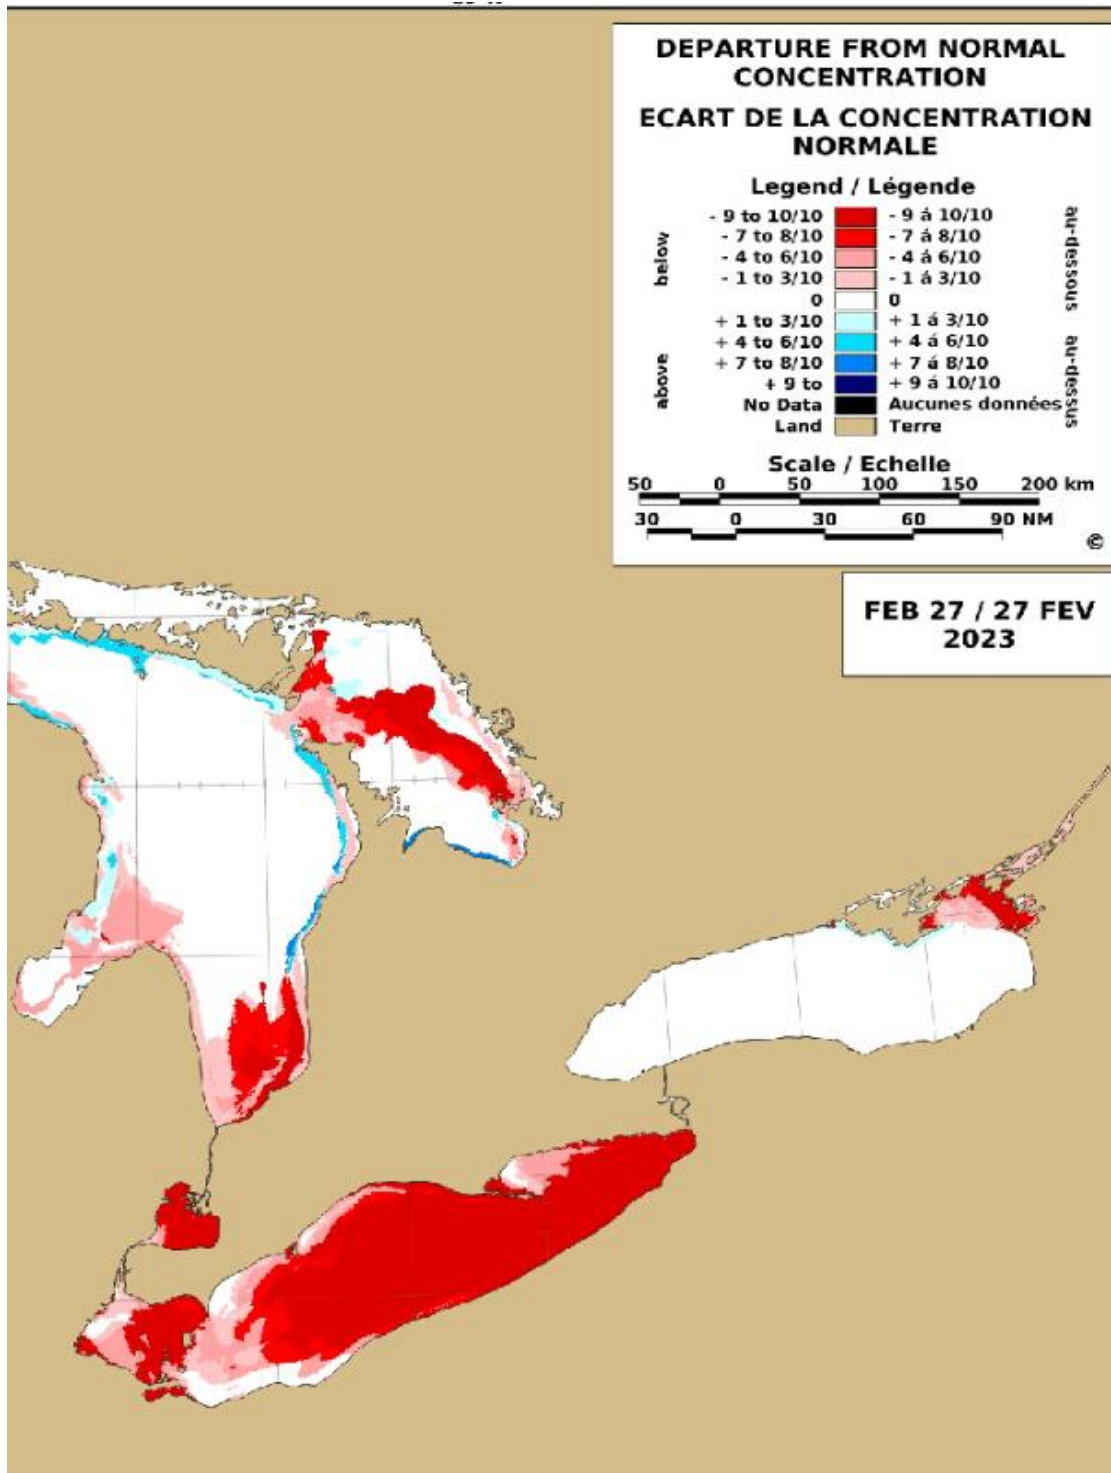 DEPARTURE FROM NORMAL
CONCENTRATION
ECART DE LA CONCENTRATION
NORMALE
Legend / Légende
below
au-dessous
- 9 to 10/10 - 9 á 10/10
- 7 to 8/10 - 7 á 8/10
- 4 to 6/10 - 4 á 6/10
- 1 to 3/10 - 1 á 3/10
0 0
above
au-dessus
+ 1 to 3/10 + 1 á 3/10
+ 4 to 6/10 + 4 á 6/10
+ 7 to 8/10 + 7 á 8/10
+ 9 to + 9 á 10/10
No Data Aucunes données
Land Terre
Scale / Echelle
50 0 50 100 150 200 km
30 0 30 60 90 NM
©
FEB 27 / 27 FEV
2023